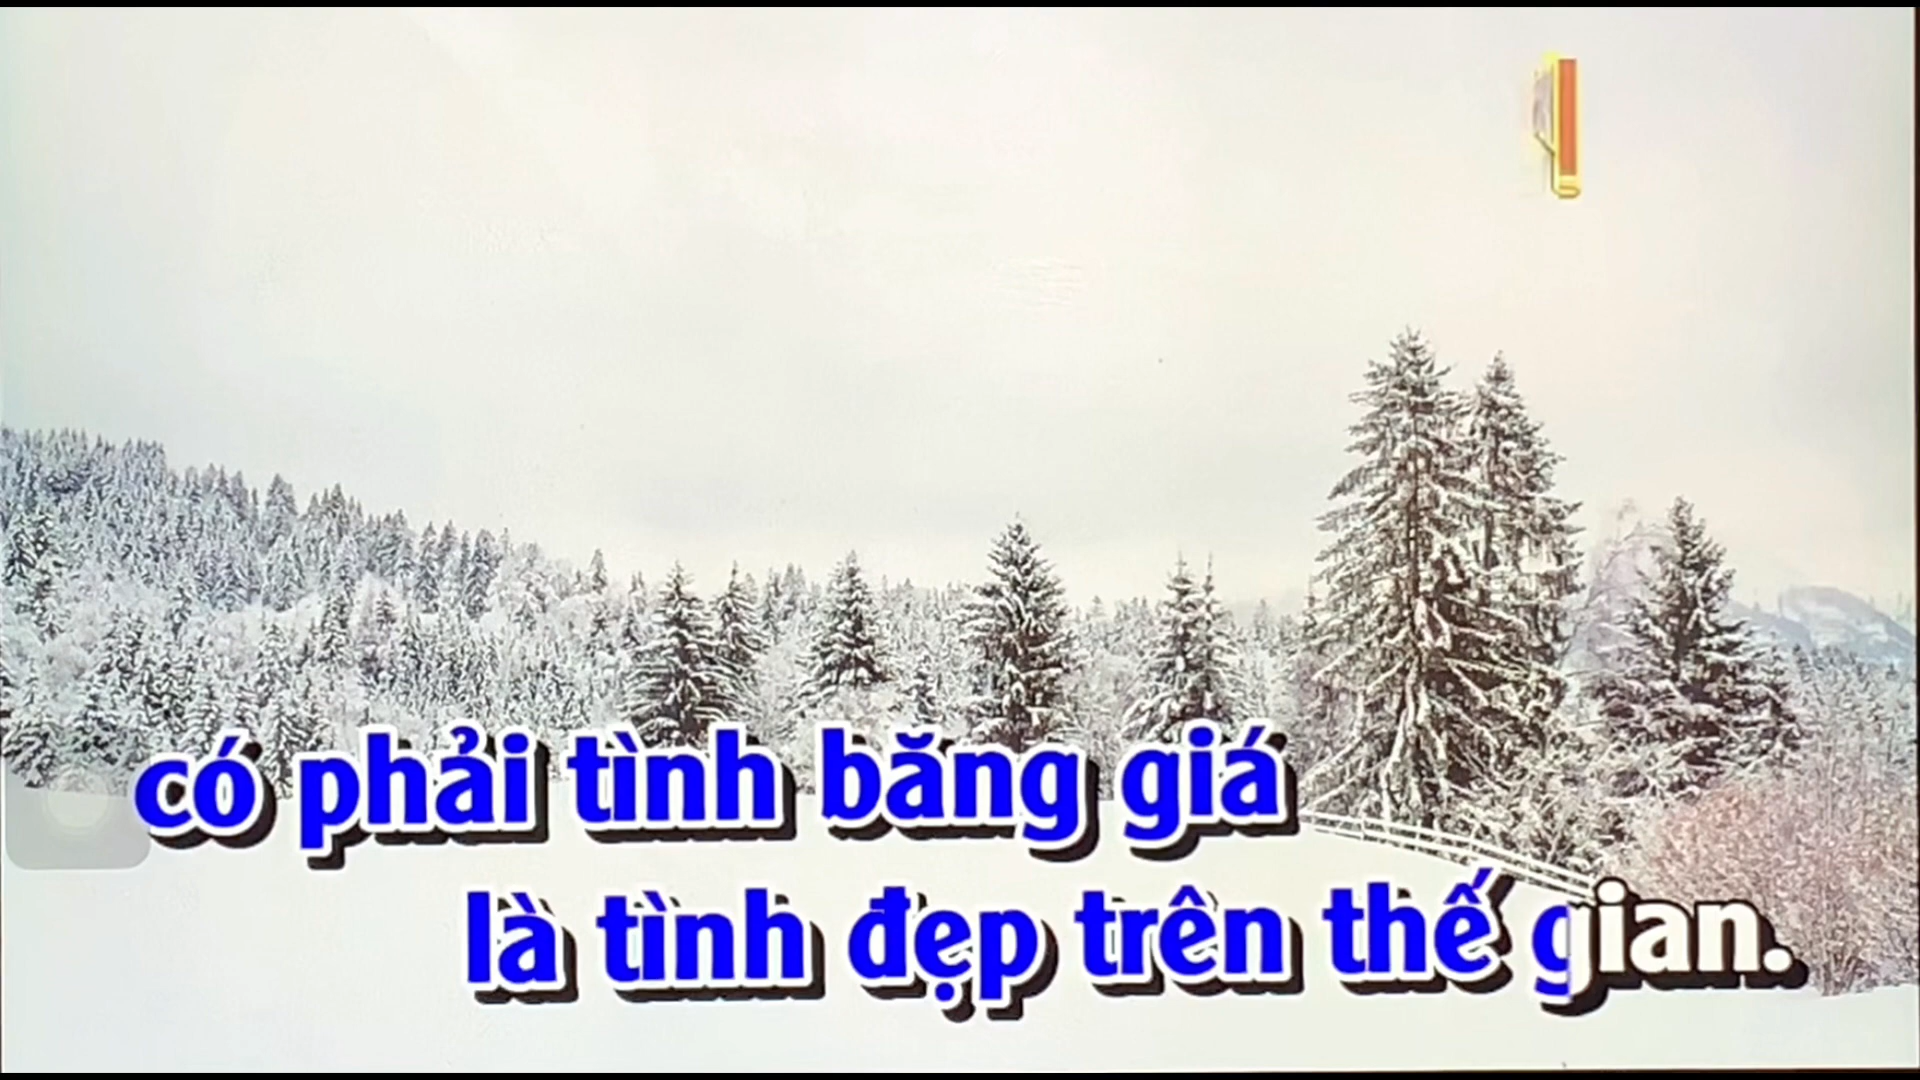 có phải tình băng giá
là tình đẹp trên thế gian.